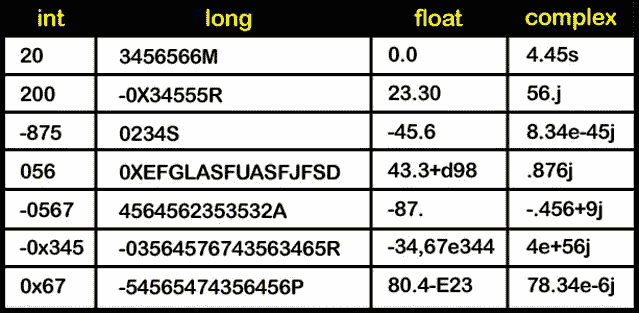 int long float complex
20 3456566M 0.0 4.45s
200 -0X34555R 23.30 56.j
-875 0234S -45.6 8.34e-45j
056 0XEFGLASFUASFJFSD 43.3+d98 .876j
-0567 4564562353532A -87. -.456+9j
-0x345 -03564576743563465R -34,67e344 4e+56j
0x67 -54565474356456P 80.4-E23 78.34e-6j